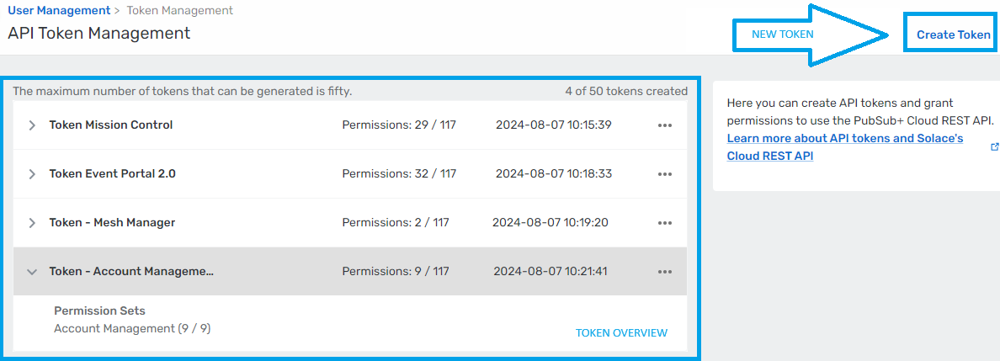 User Management > Token Management
API Token Management
NEW TOKEN
Create Token
The maximum number of tokens that can be generated is fifty.
4 of 50 tokens created
Token Mission Control Permissions: 29 / 117 2024-08-07 10:15:39
Token Event Portal 2.0 Permissions: 32 / 117 2024-08-07 10:18:33
Token - Mesh Manager Permissions: 2 / 117 2024-08-07 10:19:20
Token - Account Manageme... Permissions: 9 / 117 2024-08-07 10:21:41
Permission Sets
Account Management (9 / 9)
TOKEN OVERVIEW
Here you can create API tokens and grant
permissions to use the PubSub+ Cloud REST API.
Learn more about API tokens and Solace's
Cloud REST API